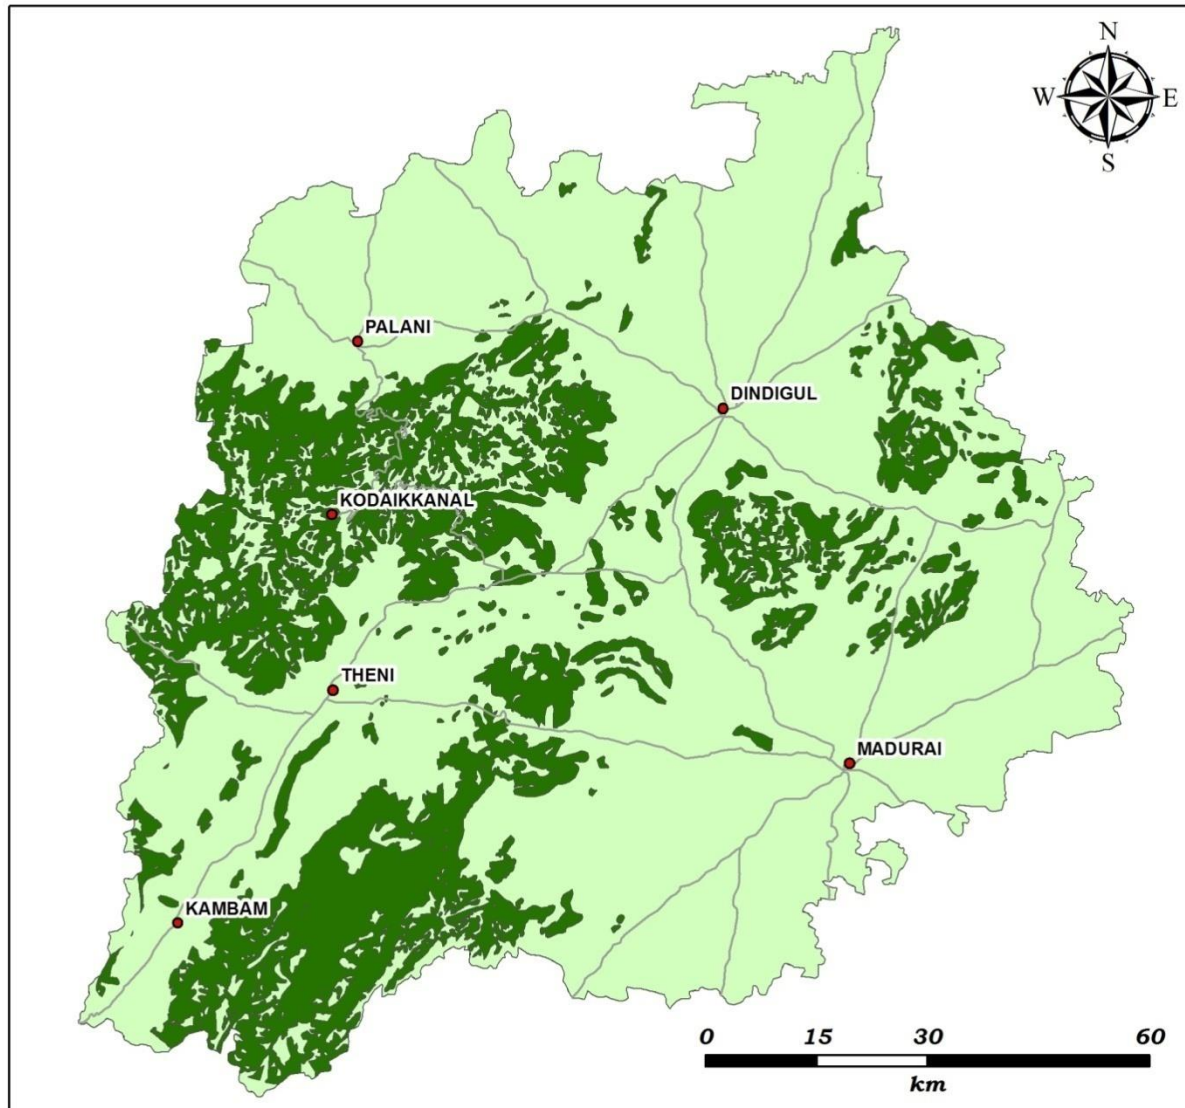 N
W E
S
PALANI
DINDIGUL
KODAIKKANAL
THENI
MADURAI
KAMBAM
0 15 30 60
km